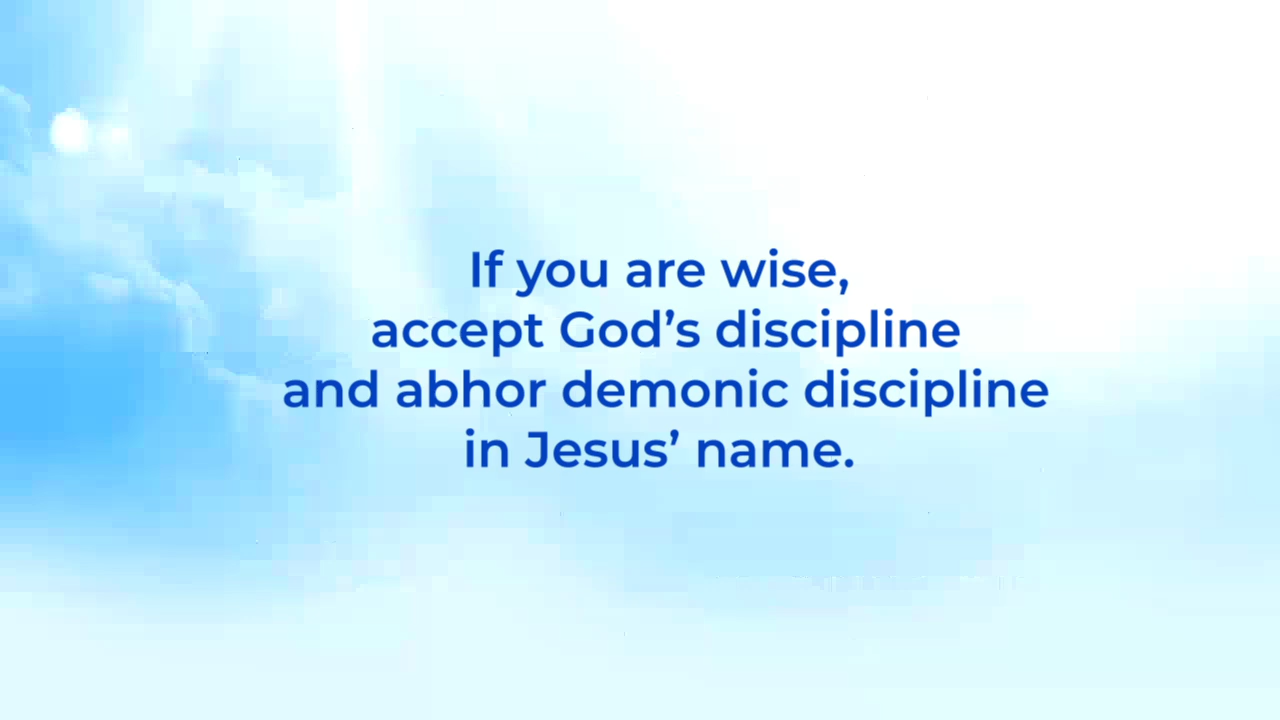 If you are wise,
accept God’s discipline
and abhor demonic discipline
in Jesus’ name.